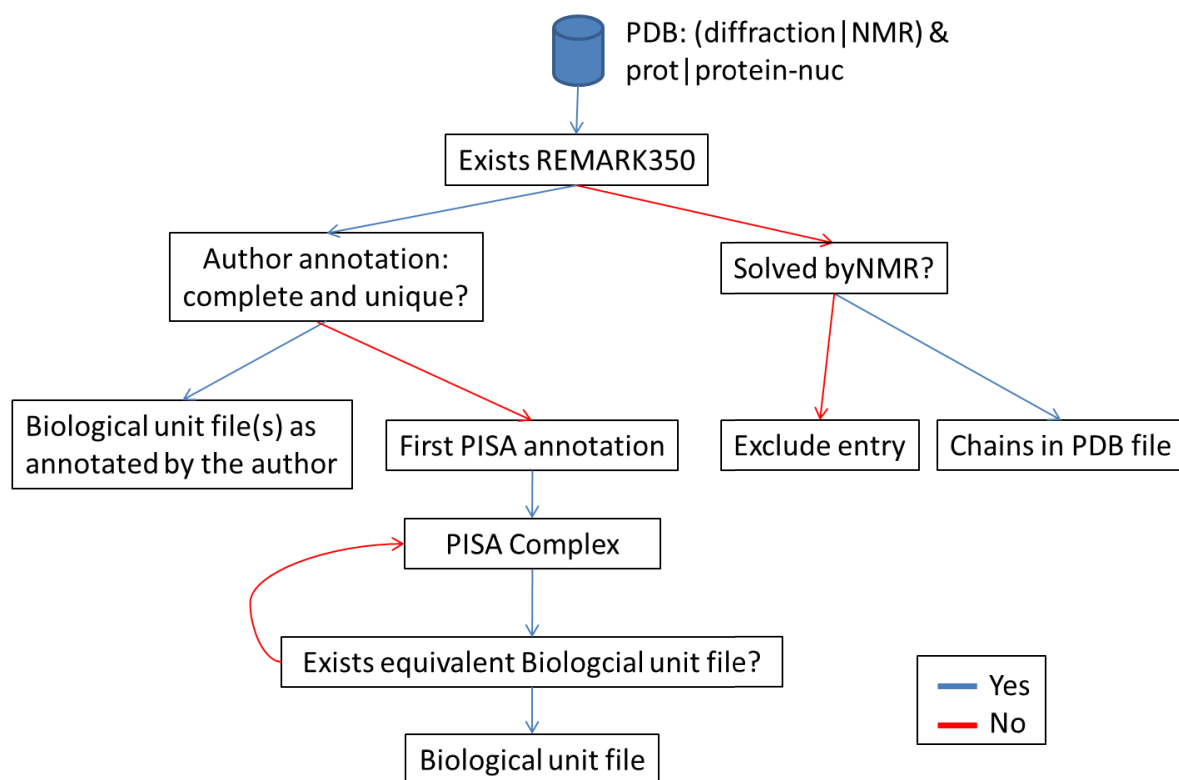 PDB: (diffraction|NMR) &
prot|protein-nuc
Exists REMARK350
Author annotation:
complete and unique?
Solved byNMR?
Biological unit file(s) as
annotated by the author
First PISA annotation
Exclude entry
Chains in PDB file
PISA Complex
Exists equivalent Biologcial unit file?
Yes
No
Biological unit file